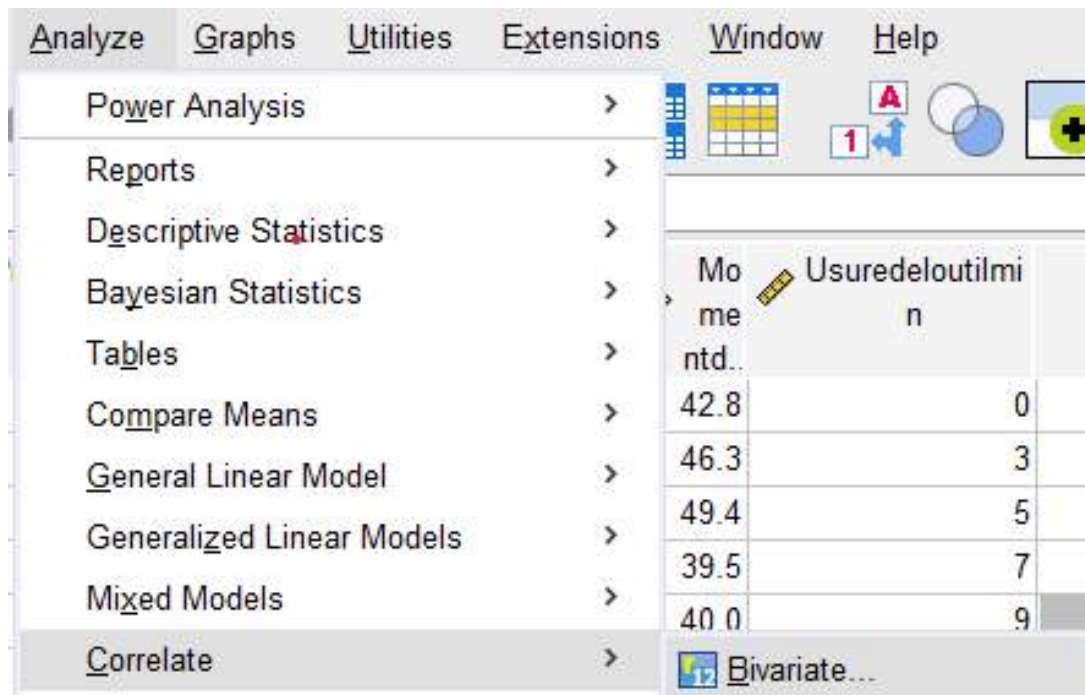 Analyze Graphs Utilities Extensions Window Help
Power Analysis
A
1
Reports
Descriptive Statistics
Bayesian Statistics
Tables
Compare Means
General Linear Model
Generalized Linear Models
Mixed Models
Correlate
Mo
me
ntd..
Usuredeloutilmi
n
42.8 0
46.3 3
49.4 5
39.5 7
40.0 9
12 Bivariate...